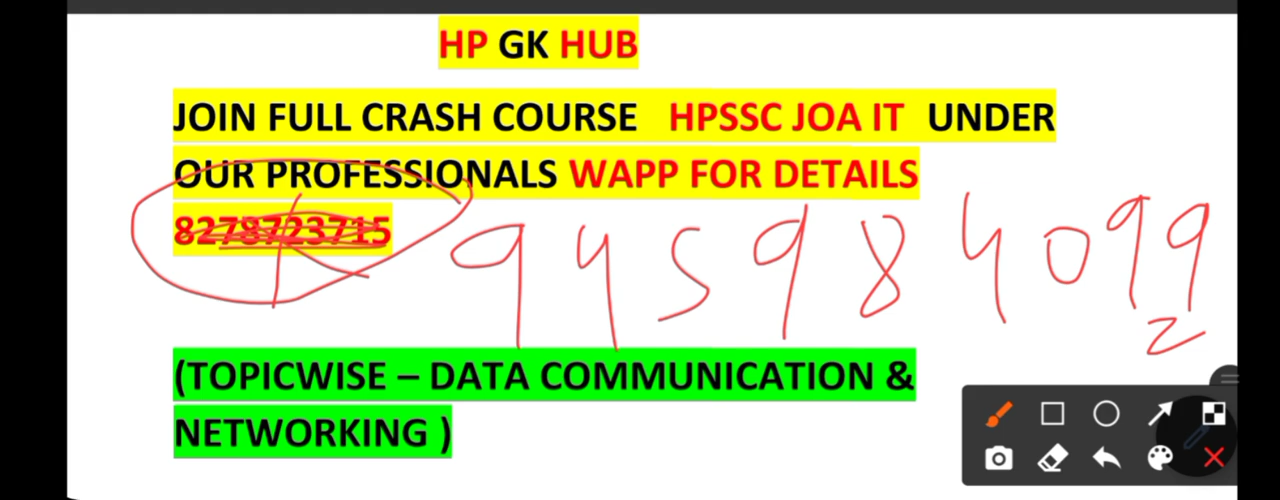 HP GK HUB
JOIN FULL CRASH COURSE HPSSC JOA IT UNDER
OUR PROFESSIONALS WAPP FOR DETAILS
8278723715 945984099
2
(TOPICWISE – DATA COMMUNICATION &
NETWORKING )